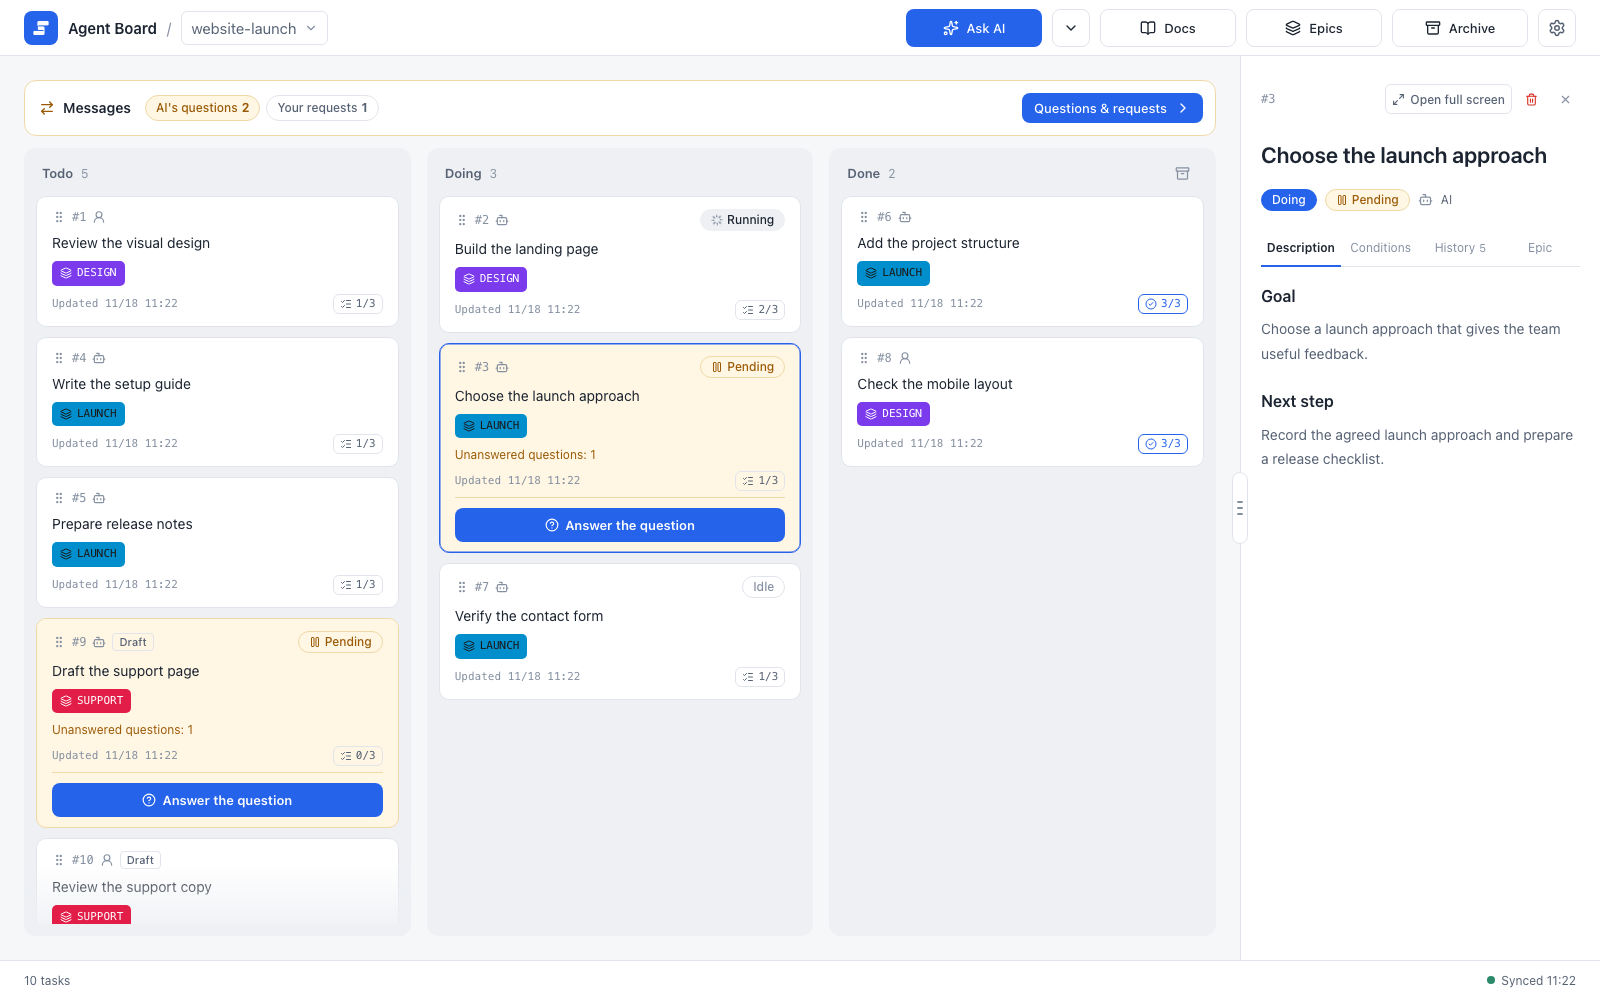 Agent Board / website-launch
Ask AI
Docs
Epics
Archive
Messages
AI's questions 2
Your requests 1
Questions & requests
Todo 5
#1
Review the visual design
DESIGN
Updated 11/18 11:22
1/3
#4
Write the setup guide
LAUNCH
Updated 11/18 11:22
1/3
#5
Prepare release notes
LAUNCH
Updated 11/18 11:22
1/3
#9 Draft
Pending
Draft the support page
SUPPORT
Unanswered questions: 1
Updated 11/18 11:22
0/3
Answer the question
#10 Draft
Review the support copy
SUPPORT
Doing 3
#2
Running
Build the landing page
DESIGN
Updated 11/18 11:22
2/3
#3
Pending
Choose the launch approach
LAUNCH
Unanswered questions: 1
Updated 11/18 11:22
1/3
Answer the question
#7
Idle
Verify the contact form
LAUNCH
Updated 11/18 11:22
1/3
Done 2
#6
Add the project structure
LAUNCH
Updated 11/18 11:22
3/3
#8
Check the mobile layout
DESIGN
Updated 11/18 11:22
3/3
#3
Open full screen
Choose the launch approach
Doing
Pending
AI
Description
Conditions
History 5
Epic
Goal
Choose a launch approach that gives the team
useful feedback.
Next step
Record the agreed launch approach and prepare
a release checklist.
10 tasks
Synced 11:22